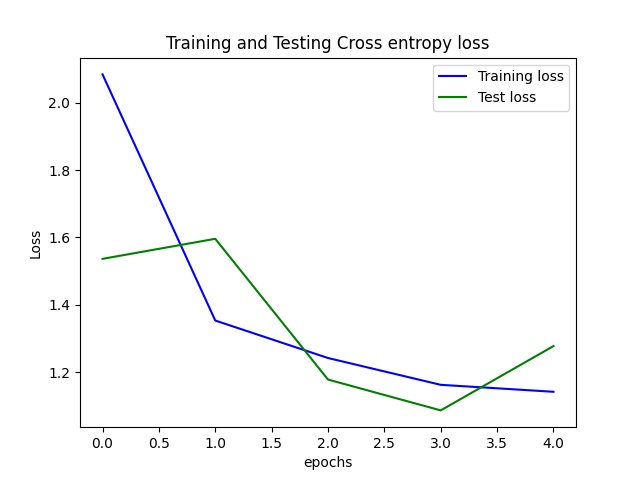 Training and Testing Cross entropy loss
Training loss
Test loss
2.0
1.8
1.6
1.4
1.2
Loss
0.0 0.5 1.0 1.5 2.0 2.5 3.0 3.5 4.0
epochs